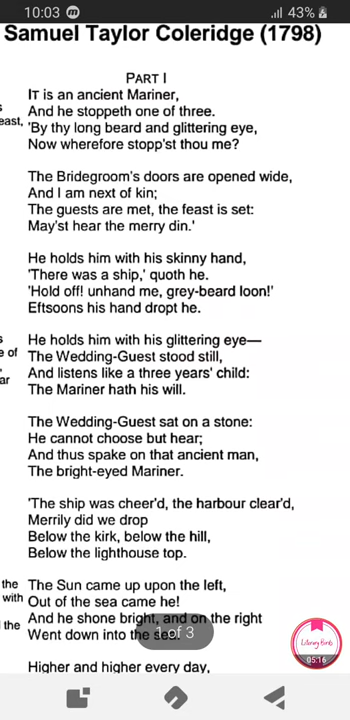 10:03 43%
Samuel Taylor Coleridge (1798)
PART I
IT is an ancient Mariner,
And he stoppeth one of three.
'By thy long beard and glittering eye,
Now wherefore stopp'st thou me?
The Bridegroom's doors are opened wide,
And I am next of kin;
The guests are met, the feast is set:
May'st hear the merry din.'
He holds him with his skinny hand,
'There was a ship,' quoth he.
'Hold off! unhand me, grey-beard loon!'
Eftsoons his hand dropt he.
He holds him with his glittering eye—
The Wedding-Guest stood still,
And listens like a three years' child:
The Mariner hath his will.
The Wedding-Guest sat on a stone:
He cannot choose but hear;
And thus spake on that ancient man,
The bright-eyed Mariner.
'The ship was cheer'd, the harbour clear'd,
Merrily did we drop
Below the kirk, below the hill,
Below the lighthouse top.
the The Sun came up upon the left,
with Out of the sea came he!
And he shone bright, and on the right
the Went down into the sea.
1 of 3
Higher and higher every day,
05:16